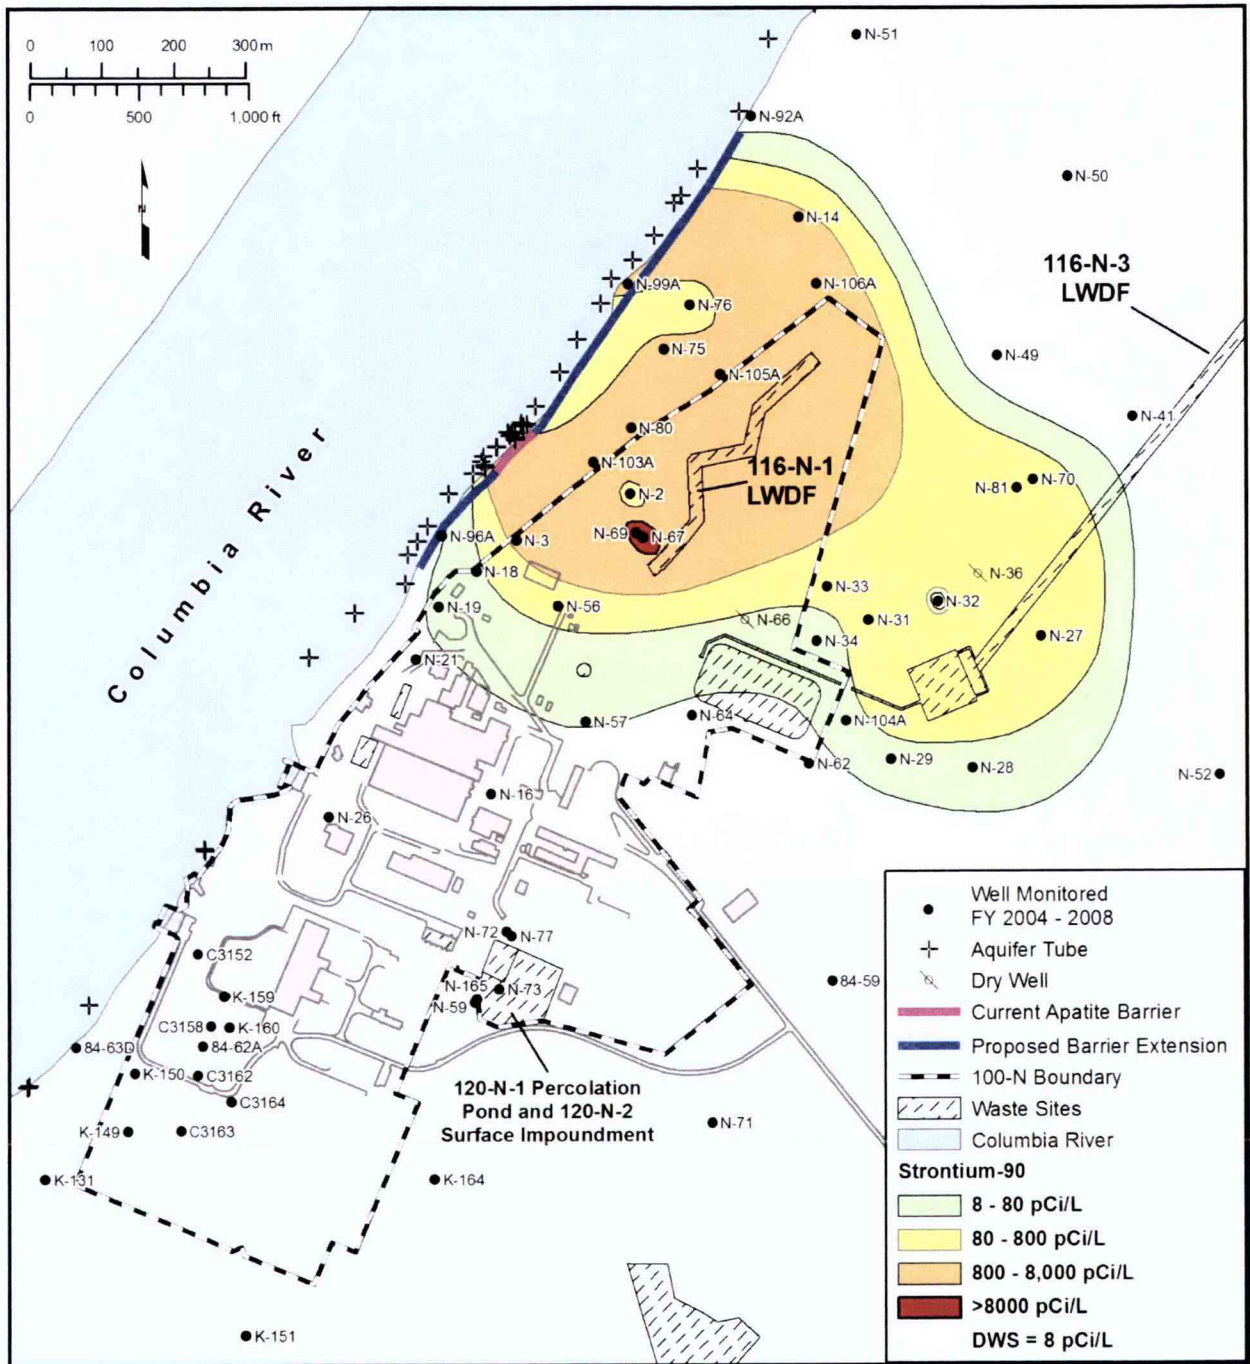 0 100 200 300 m
0 500 1,000 ft
N
N-51
N-92A
N-50
N-14
116-N-3
LWDF
N-99A
N-106A
N-76
N-75
N-49
N-105A
N-41
N-80
N-103A
116-N-1
LWDF
N-70
N-81
N-2
Columbia River
N-69
N-67
N-96A
N-3
N-18
N-36
N-33
N-32
N-19
N-56
N-66
N-31
N-34
N-27
N-21
N-57
N-64
N-104A
N-62
N-29
N-28
N-52
N-16
N-26
N-72
N-77
C3152
N-165
N-73
N-59
84-59
K-159
C3158
K-160
84-63D
84-62A
K-150
C3162
C3164
120-N-1 Percolation
Pond and 120-N-2
Surface Impoundment
K-149
C3163
N-71
K-131
K-164
K-151
Well Monitored
FY 2004 - 2008
Aquifer Tube
Dry Well
Current Apatite Barrier
Proposed Barrier Extension
100-N Boundary
Waste Sites
Columbia River
Strontium-90
8 - 80 pCi/L
80 - 800 pCi/L
800 - 8,000 pCi/L
>8000 pCi/L
DWS = 8 pCi/L